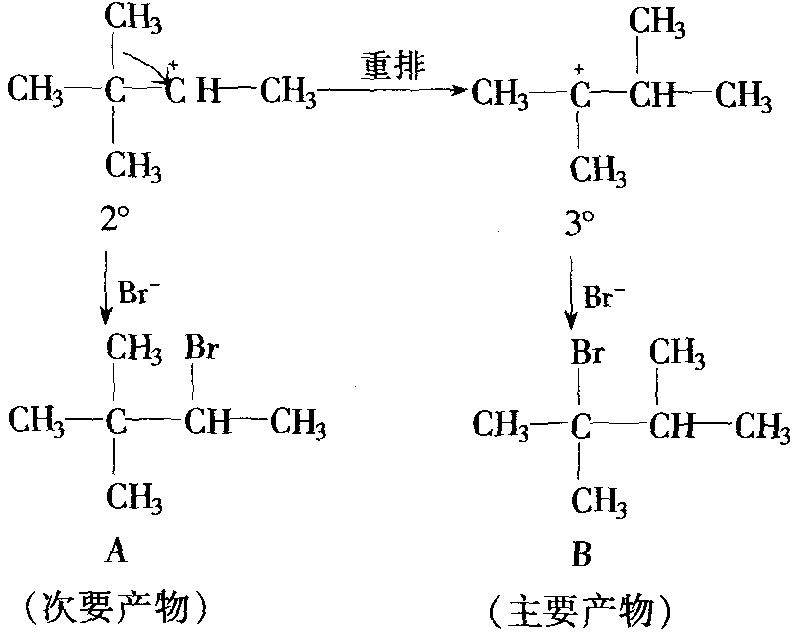 CH₃ CH₃
CH₃—C—⁺CH—CH₃ 重排 CH₃—⁺C—CH—CH₃
CH₃ CH₃
2° 3°
Br⁻ Br⁻
CH₃ Br Br CH₃
CH₃—C—CH—CH₃ CH₃—C—CH—CH₃
CH₃ CH₃
A B
(次要产物) (主要产物)